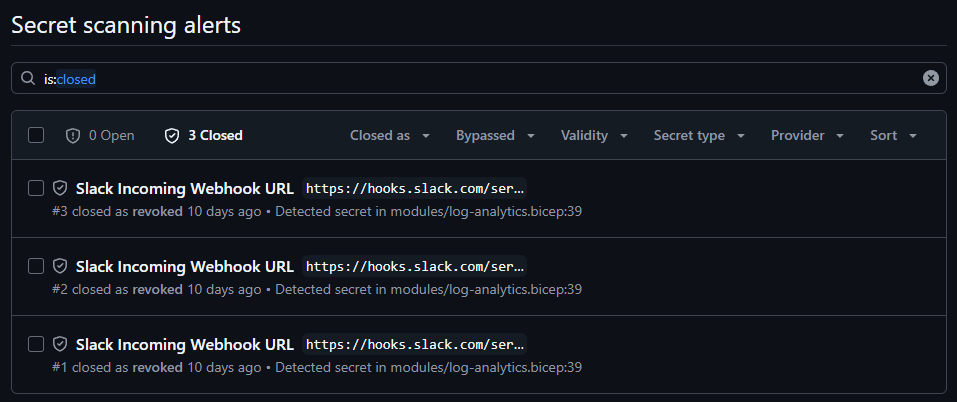 Secret scanning alerts
is:closed
0 Open 3 Closed Closed as Bypassed Validity Secret type Provider Sort
Slack Incoming Webhook URL https://hooks.slack.com/ser…
#3 closed as revoked 10 days ago • Detected secret in modules/log-analytics.bicep:39
Slack Incoming Webhook URL https://hooks.slack.com/ser…
#2 closed as revoked 10 days ago • Detected secret in modules/log-analytics.bicep:39
Slack Incoming Webhook URL https://hooks.slack.com/ser…
#1 closed as revoked 10 days ago • Detected secret in modules/log-analytics.bicep:39